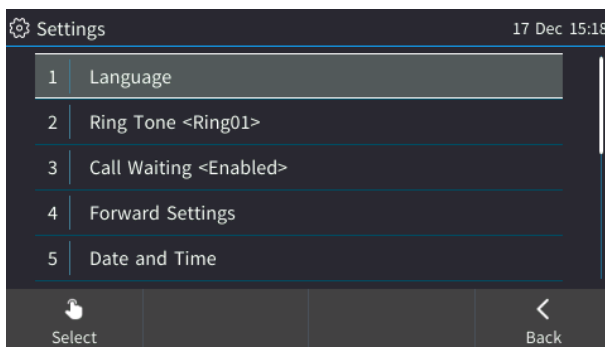 Settings 17 Dec 15:18
1 Language
2 Ring Tone <Ring01>
3 Call Waiting <Enabled>
4 Forward Settings
5 Date and Time
Select Back